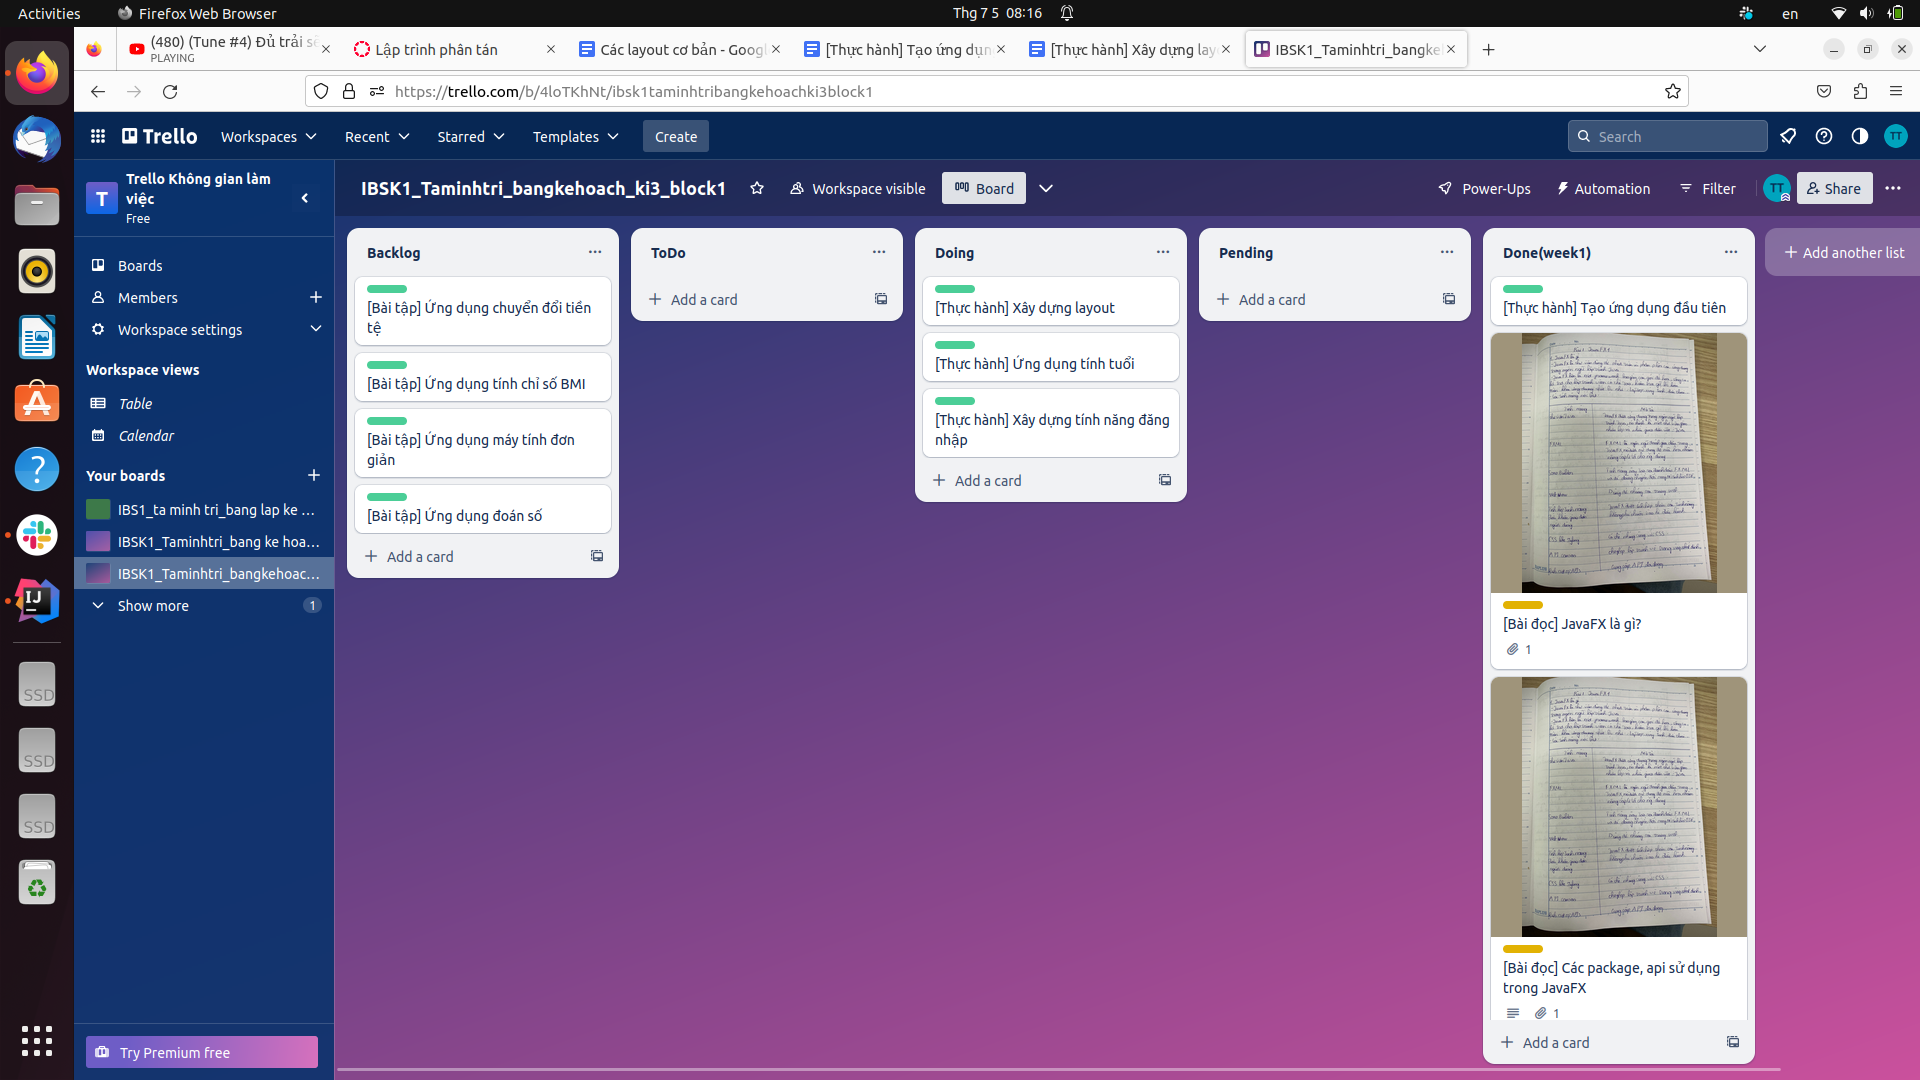 Activities
Firefox Web Browser
Thg 7 5 08:16
en
(480) (Tune #4) Đủ trải sẽ
PLAYING
Lập trình phân tán
Các layout cơ bản - Googl
[Thực hành] Tạo ứng dụn
[Thực hành] Xây dựng lay
IBSK1_Taminhtri_bangkeh
https://trello.com/b/4loTKhNt/ibsk1taminhtribangkehoachki3block1
Trello
Workspaces
Recent
Starred
Templates
Create
Search
TT
T
Trello Không gian làm
việc
Free
IBSK1_Taminhtri_bangkehoach_ki3_block1
Workspace visible
Board
Power-Ups
Automation
Filter
TT
Share
Boards
Members
Workspace settings
Workspace views
Table
Calendar
Your boards
IBS1_ta minh tri_bang lap ke ...
IBSK1_Taminhtri_bang ke hoa...
IBSK1_Taminhtri_bangkehoac...
Show more
1
Try Premium free
Backlog
[Bài tập] Ứng dụng chuyển đổi tiền
tệ
[Bài tập] Ứng dụng tính chỉ số BMI
[Bài tập] Ứng dụng máy tính đơn
giản
[Bài tập] Ứng dụng đoán số
Add a card
ToDo
Add a card
Doing
[Thực hành] Xây dựng layout
[Thực hành] Ứng dụng tính tuổi
[Thực hành] Xây dựng tính năng đăng
nhập
Add a card
Pending
Add a card
Done(week1)
[Thực hành] Tạo ứng dụng đầu tiên
[Bài đọc] JavaFX là gì?
1
[Bài đọc] Các package, api sử dụng
trong JavaFX
1
Add a card
Add another list
IJ
SSD
SSD
SSD